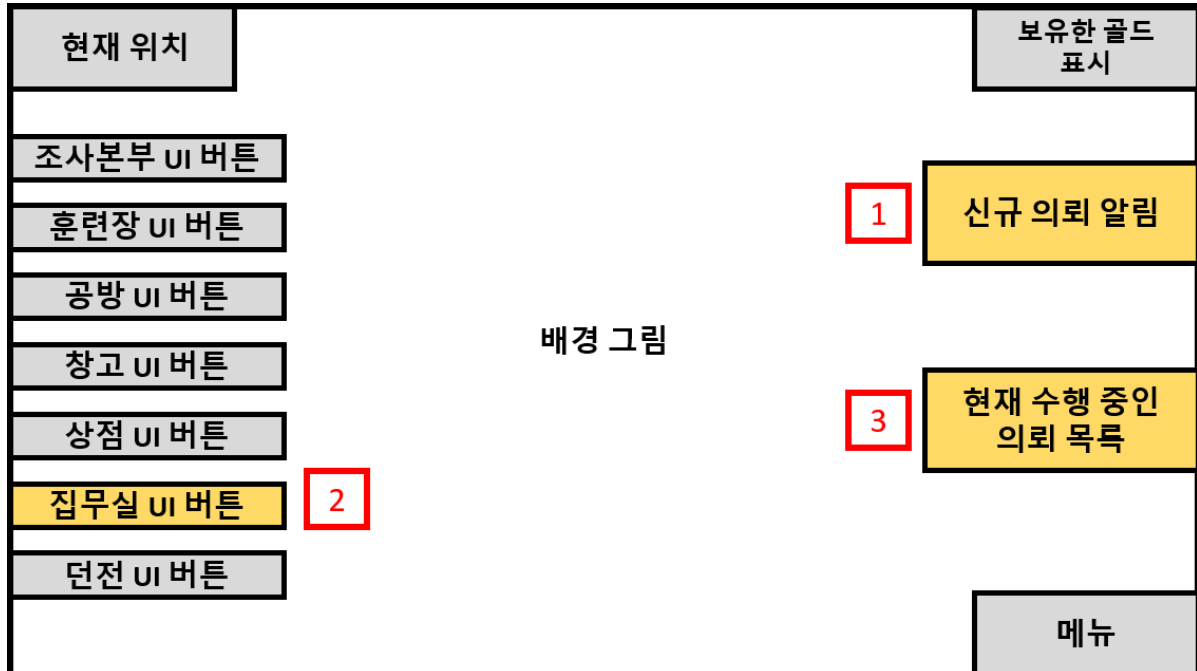 현재 위치
보유한 골드
표시
조사본부 UI 버튼
훈련장 UI 버튼
공방 UI 버튼
창고 UI 버튼
상점 UI 버튼
집무실 UI 버튼
2
던전 UI 버튼
배경 그림
1
신규 의뢰 알림
3
현재 수행 중인
의뢰 목록
메뉴